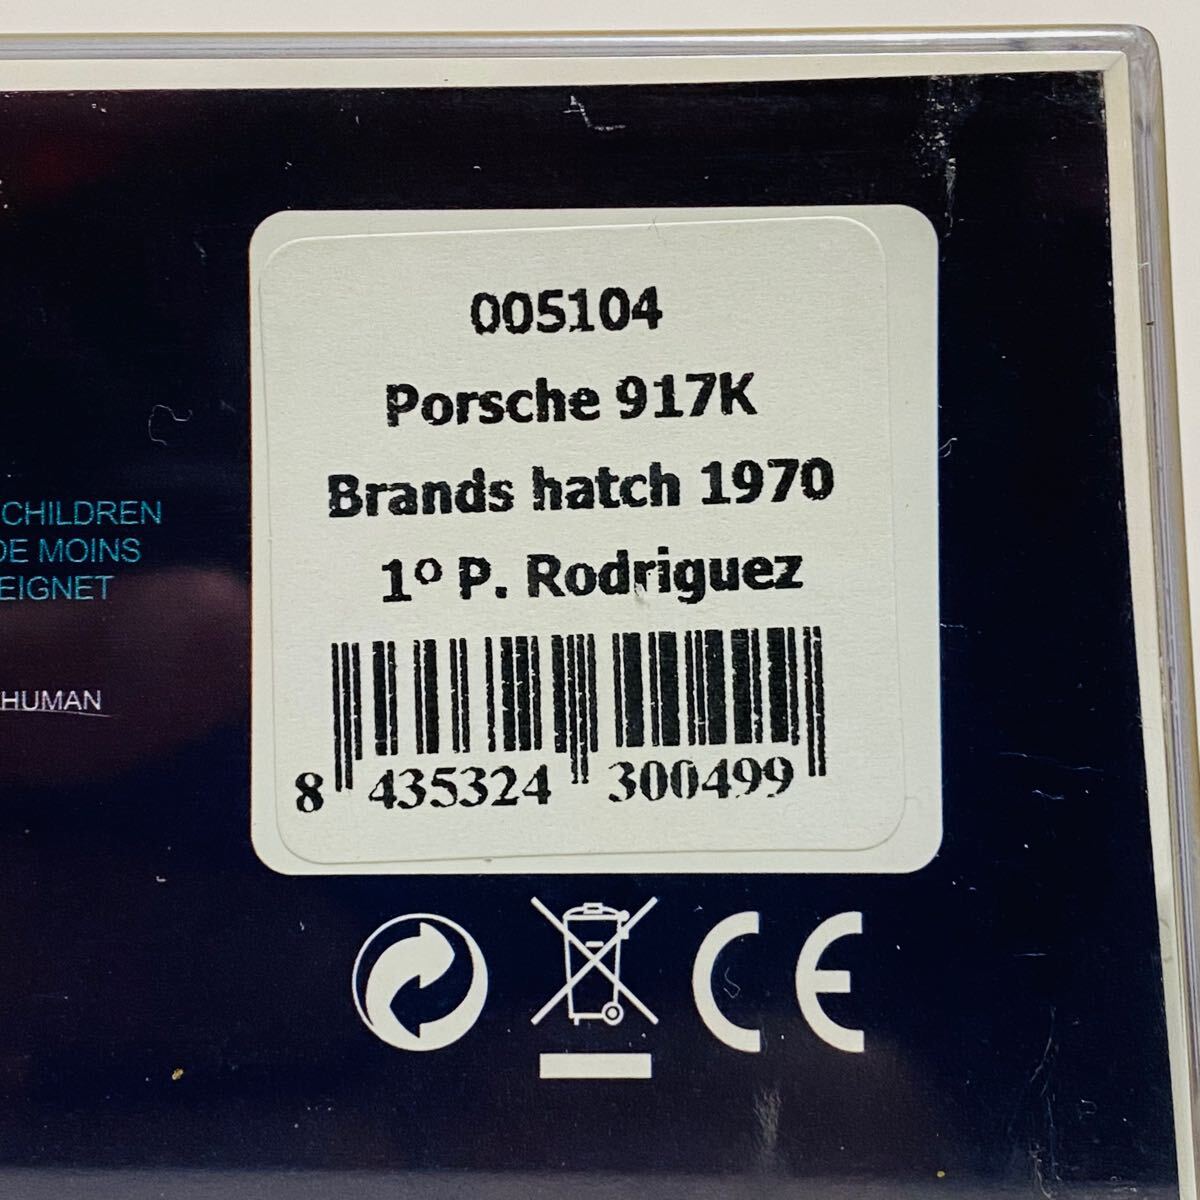 005104
Porsche 917K
Brands hatch 1970
1º P. Rodriguez
8 435324 300499
CHILDREN
DE MOINS
EIGNET
HUMAN
CE